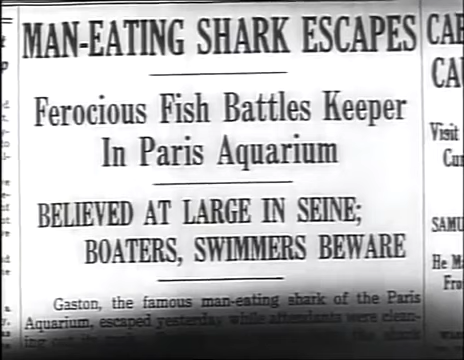 MAN-EATING SHARK ESCAPES
Ferocious Fish Battles Keeper
In Paris Aquarium
BELIEVED AT LARGE IN SEINE;
BOATERS, SWIMMERS BEWARE
Gaston, the famous man-eating shark of the Paris
Aquarium, escaped yesterday while attendants were clean-
CA
Visit
SAMU
He
Fro